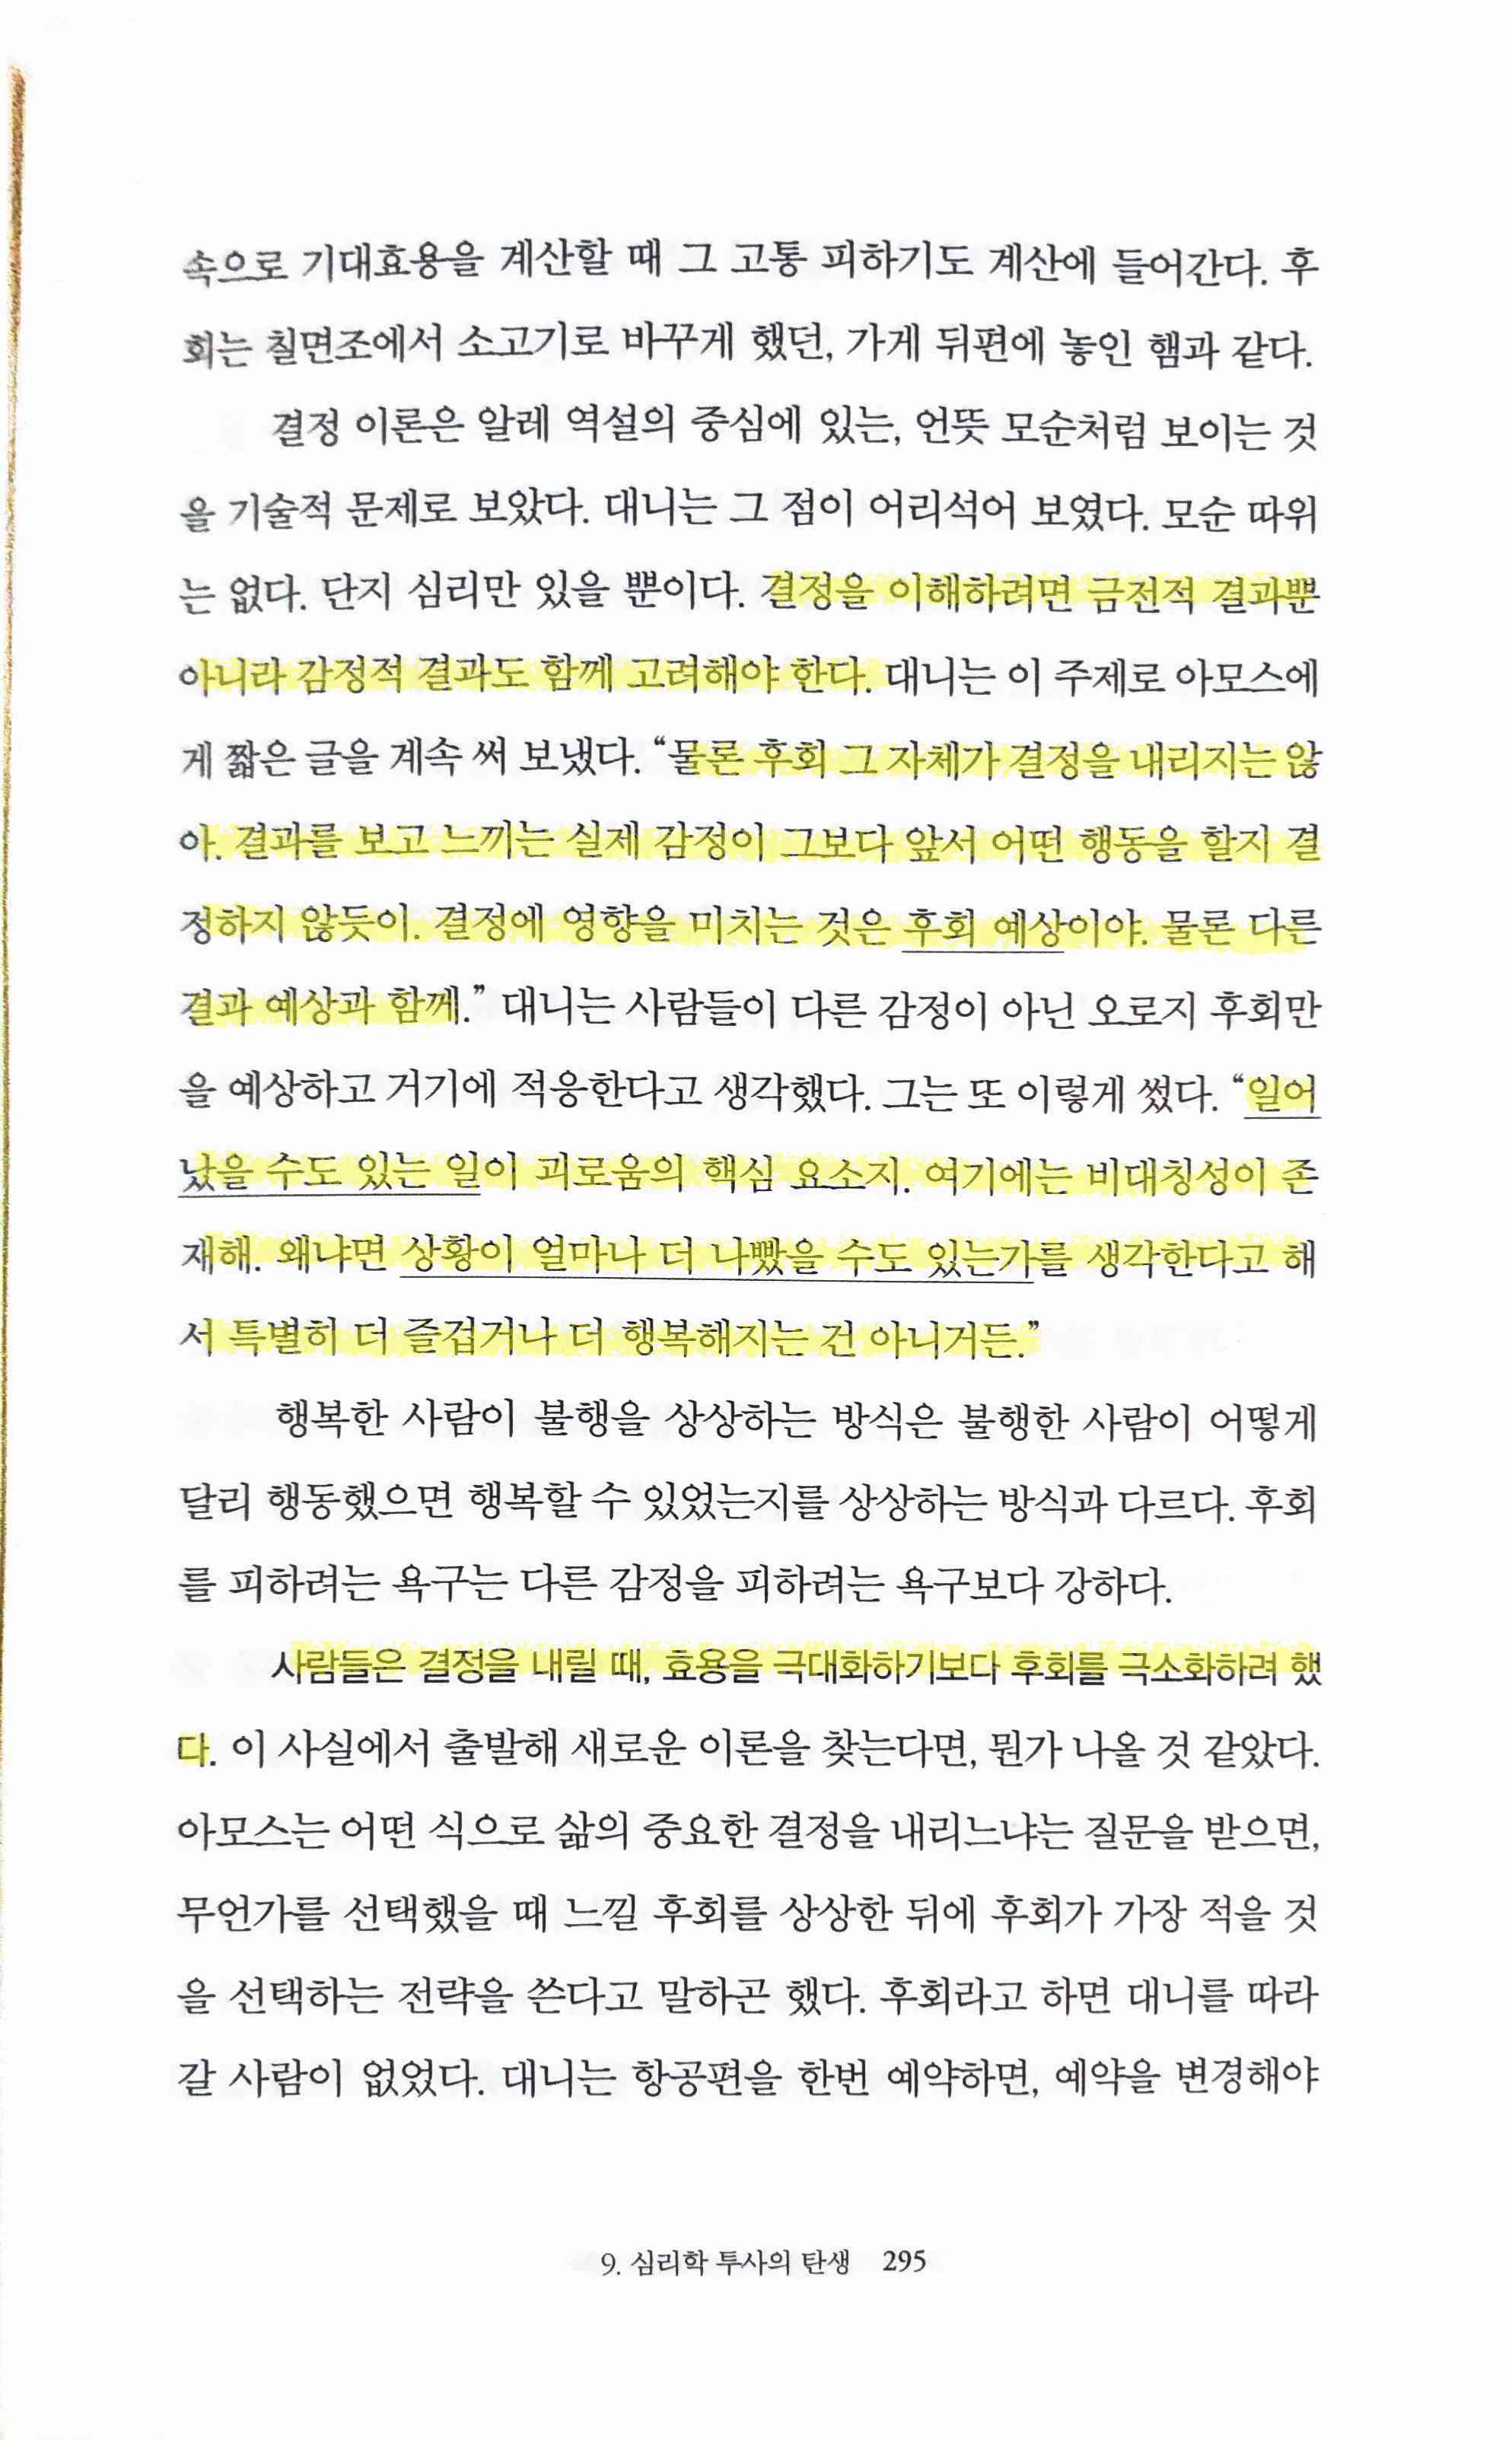 속으로 기대효용을 계산할 때 그 고통 피하기도 계산에 들어간다. 후
회는 칠면조에서 소고기로 바꾸게 했던, 가게 뒤편에 놓인 햄과 같다.
결정 이론은 알레 역설의 중심에 있는, 언뜻 모순처럼 보이는 것
을 기술적 문제로 보았다. 대니는 그 점이 어리석어 보였다. 모순 따위
는 없다. 단지 심리만 있을 뿐이다. 결정을 이해하려면 금전적 결과뿐
아니라 감정적 결과도 함께 고려해야 한다. 대니는 이 주제로 아모스에
게 짧은 글을 계속 써 보냈다. “물론 후회 그 자체가 결정을 내리지는 않
아. 결과를 보고 느끼는 실제 감정이 그보다 앞서 어떤 행동을 할지 결
정하지 않듯이. 결정에 영향을 미치는 것은 후회 예상이야. 물론 다른
결과 예상과 함께.” 대니는 사람들이 다른 감정이 아닌 오로지 후회만
을 예상하고 거기에 적응한다고 생각했다. 그는 또 이렇게 썼다. “일어
났을 수도 있는 일이 괴로움의 핵심 요소지. 여기에는 비대칭성이 존
재해. 왜냐면 상황이 얼마나 더 나빴을 수도 있는가를 생각한다고 해
서 특별히 더 즐겁거나 더 행복해지는 건 아니거든.”
행복한 사람이 불행을 상상하는 방식은 불행한 사람이 어떻게
달리 행동했으면 행복할 수 있었는지를 상상하는 방식과 다르다. 후회
를 피하려는 욕구는 다른 감정을 피하려는 욕구보다 강하다.
사람들은 결정을 내릴 때, 효용을 극대화하기보다 후회를 극소화하려 했
다. 이 사실에서 출발해 새로운 이론을 찾는다면, 뭔가 나올 것 같았다.
아모스는 어떤 식으로 삶의 중요한 결정을 내리느냐는 질문을 받으면,
무언가를 선택했을 때 느낄 후회를 상상한 뒤에 후회가 가장 적을 것
을 선택하는 전략을 쓴다고 말하곤 했다. 후회라고 하면 대니를 따라
갈 사람이 없었다. 대니는 항공편을 한번 예약하면, 예약을 변경해야
9. 심리학 투사의 탄생 295